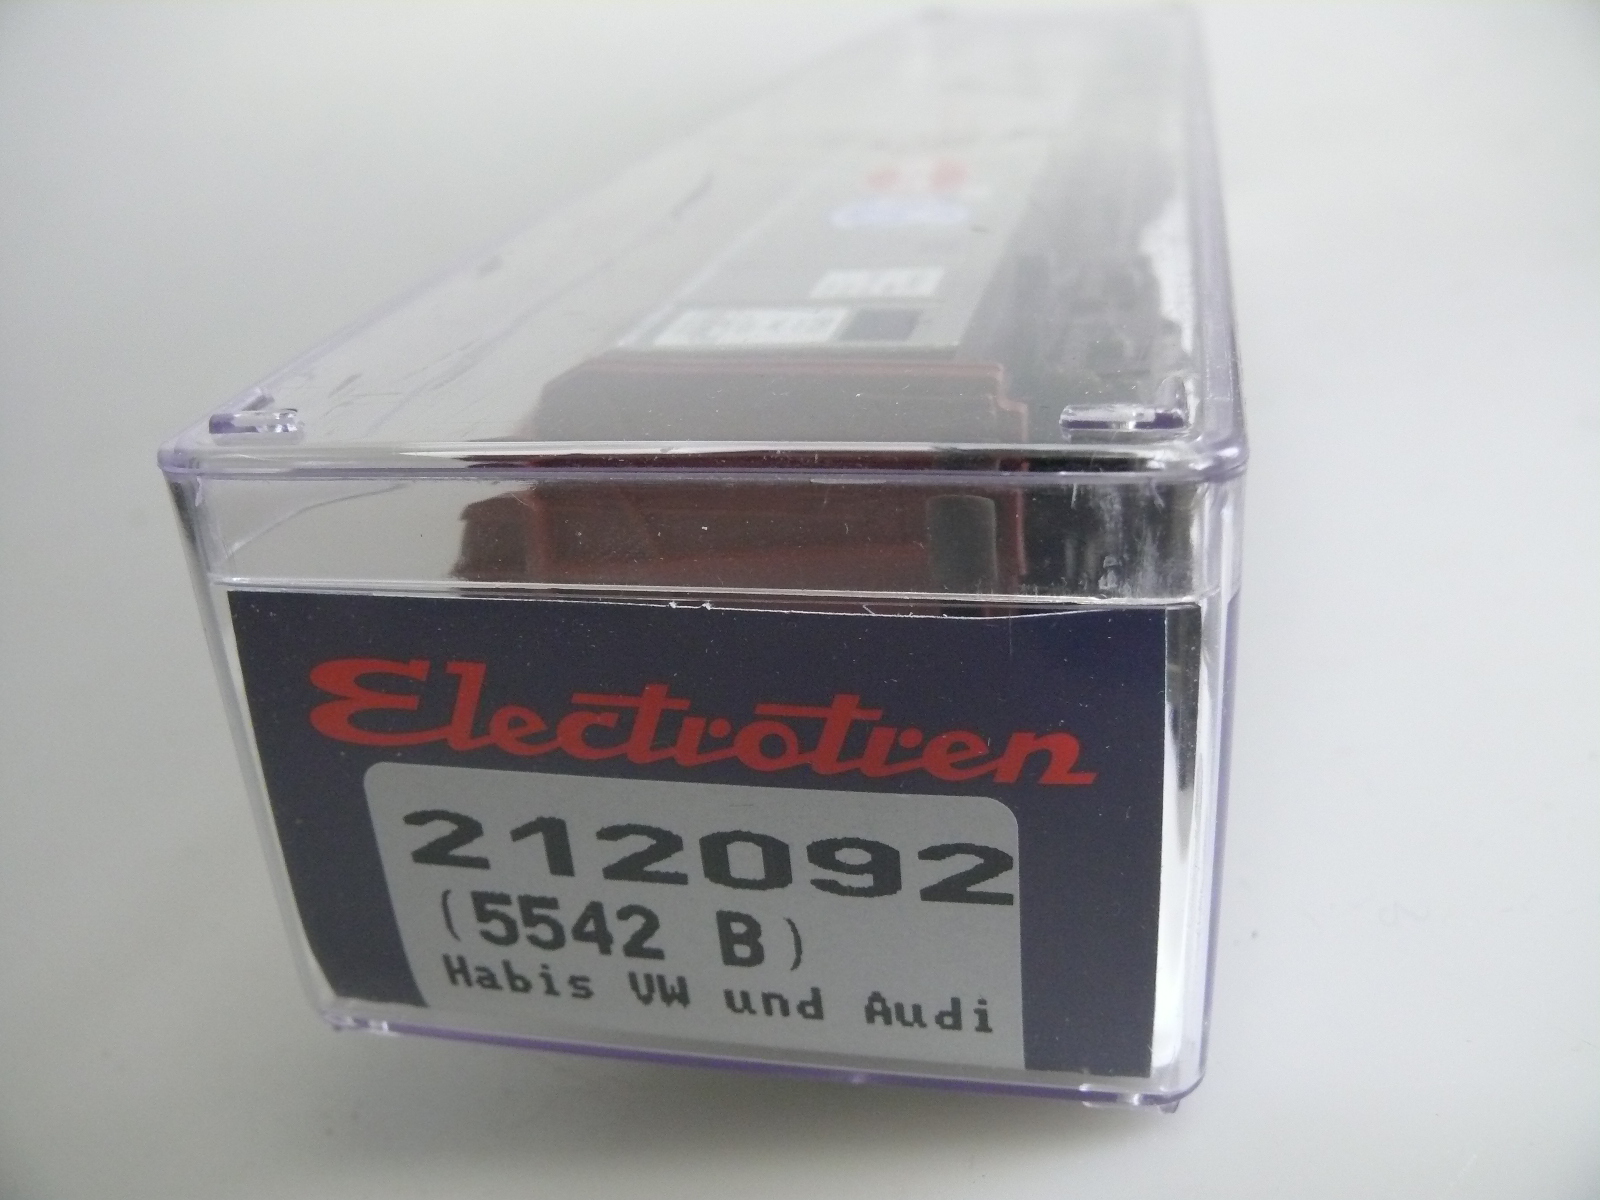 Electrotren
212092
(5542 B)
Habis VW und Audi